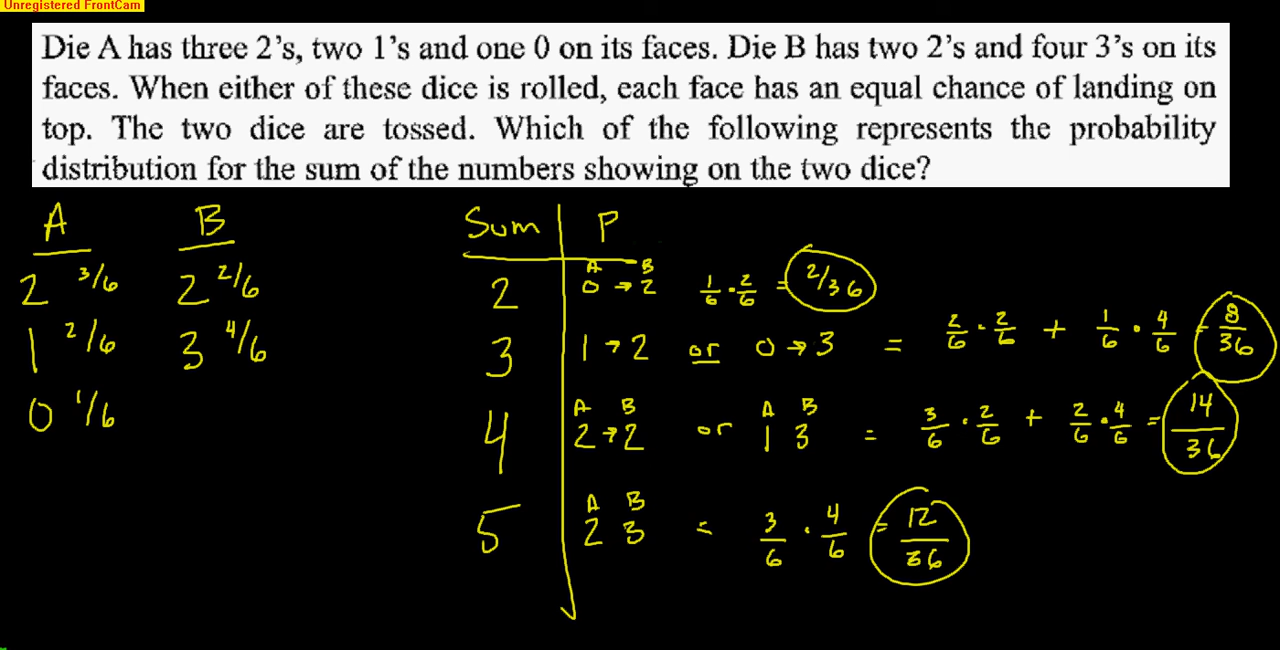 Unregistered FrontCam
Die A has three 2's, two 1's and one 0 on its faces. Die B has two 2's and four 3's on its
faces. When either of these dice is rolled, each face has an equal chance of landing on
top. The two dice are tossed. Which of the following represents the probability
distribution for the sum of the numbers showing on the two dice?
A B Sum P
2 3/6 2 2/6 2 A 0 → B 2 1/6 · 2/6 = 2/36
1 2/6 3 4/6 3 1 → 2 or 0 → 3 = 2/6 · 2/6 + 1/6 · 4/6 = 8/36
0 1/6 4 A 2 → B 2 or A 1 B 3 = 3/6 · 2/6 + 2/6 · 4/6 = 14/36
5 A 2 B 3 = 3/6 · 4/6 = 12/36